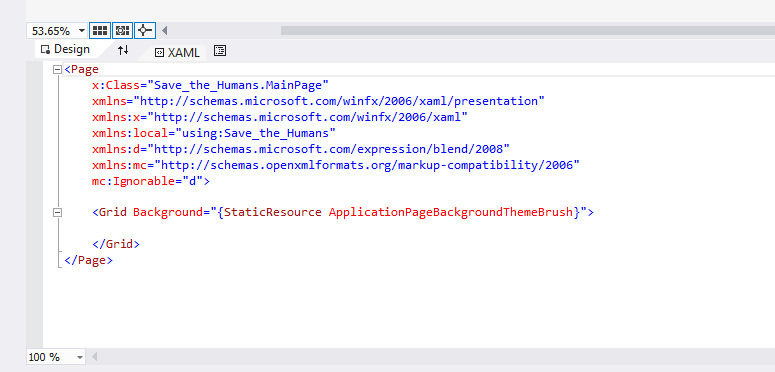 53.65%
Design XAML
<Page
x:Class="Save_the_Humans.MainPage"
xmlns="http://schemas.microsoft.com/winfx/2006/xaml/presentation"
xmlns:x="http://schemas.microsoft.com/winfx/2006/xaml"
xmlns:local="using:Save_the_Humans"
xmlns:d="http://schemas.microsoft.com/expression/blend/2008"
xmlns:mc="http://schemas.openxmlformats.org/markup-compatibility/2006"
mc:Ignorable="d">
<Grid Background="{StaticResource ApplicationPageBackgroundThemeBrush}">
</Grid>
</Page>
100 %